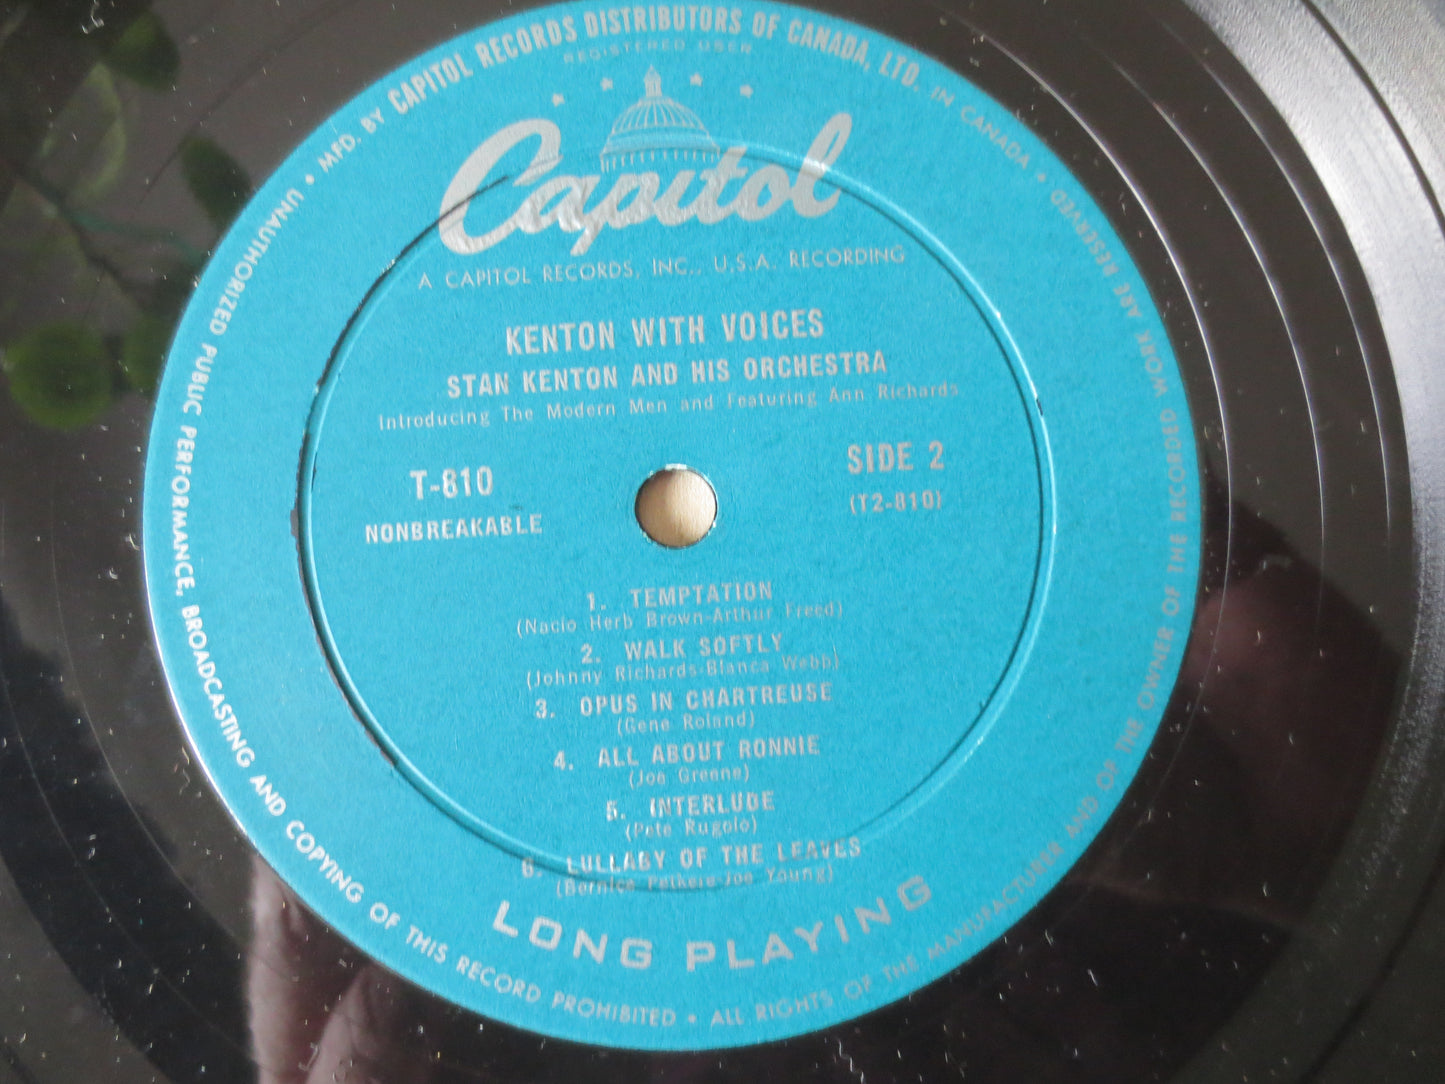 MFD. BY CAPITOL RECORDS DISTRIBUTORS OF CANADA, LTD. IN CANADA • ALL RIGHTS OF THE MANUFACTURER AND OF THE OWNER OF THE RECORDED WORK ARE RESERVED • UNAUTHORIZED PUBLIC PERFORMANCE, BROADCASTING AND COPYING OF THIS RECORD PROHIBITED •
REGISTERED USER
Capitol
A CAPITOL RECORDS, INC., U.S.A. RECORDING
KENTON WITH VOICES
STAN KENTON AND HIS ORCHESTRA
Introducing The Modern Men and Featuring Ann Richards
T-810
SIDE 2
NONBREAKABLE
(T2-810)
1. TEMPTATION
(Nacio Herb Brown-Arthur Freed)
2. WALK SOFTLY
(Johnny Richards-Blanca Webb)
3. OPUS IN CHARTREUSE
(Gene Roland)
4. ALL ABOUT RONNIE
(Joe Greene)
5. INTERLUDE
(Pete Rugolo)
6. LULLABY OF THE LEAVES
(Bernice Petkere-Joe Young)
LONG PLAYING